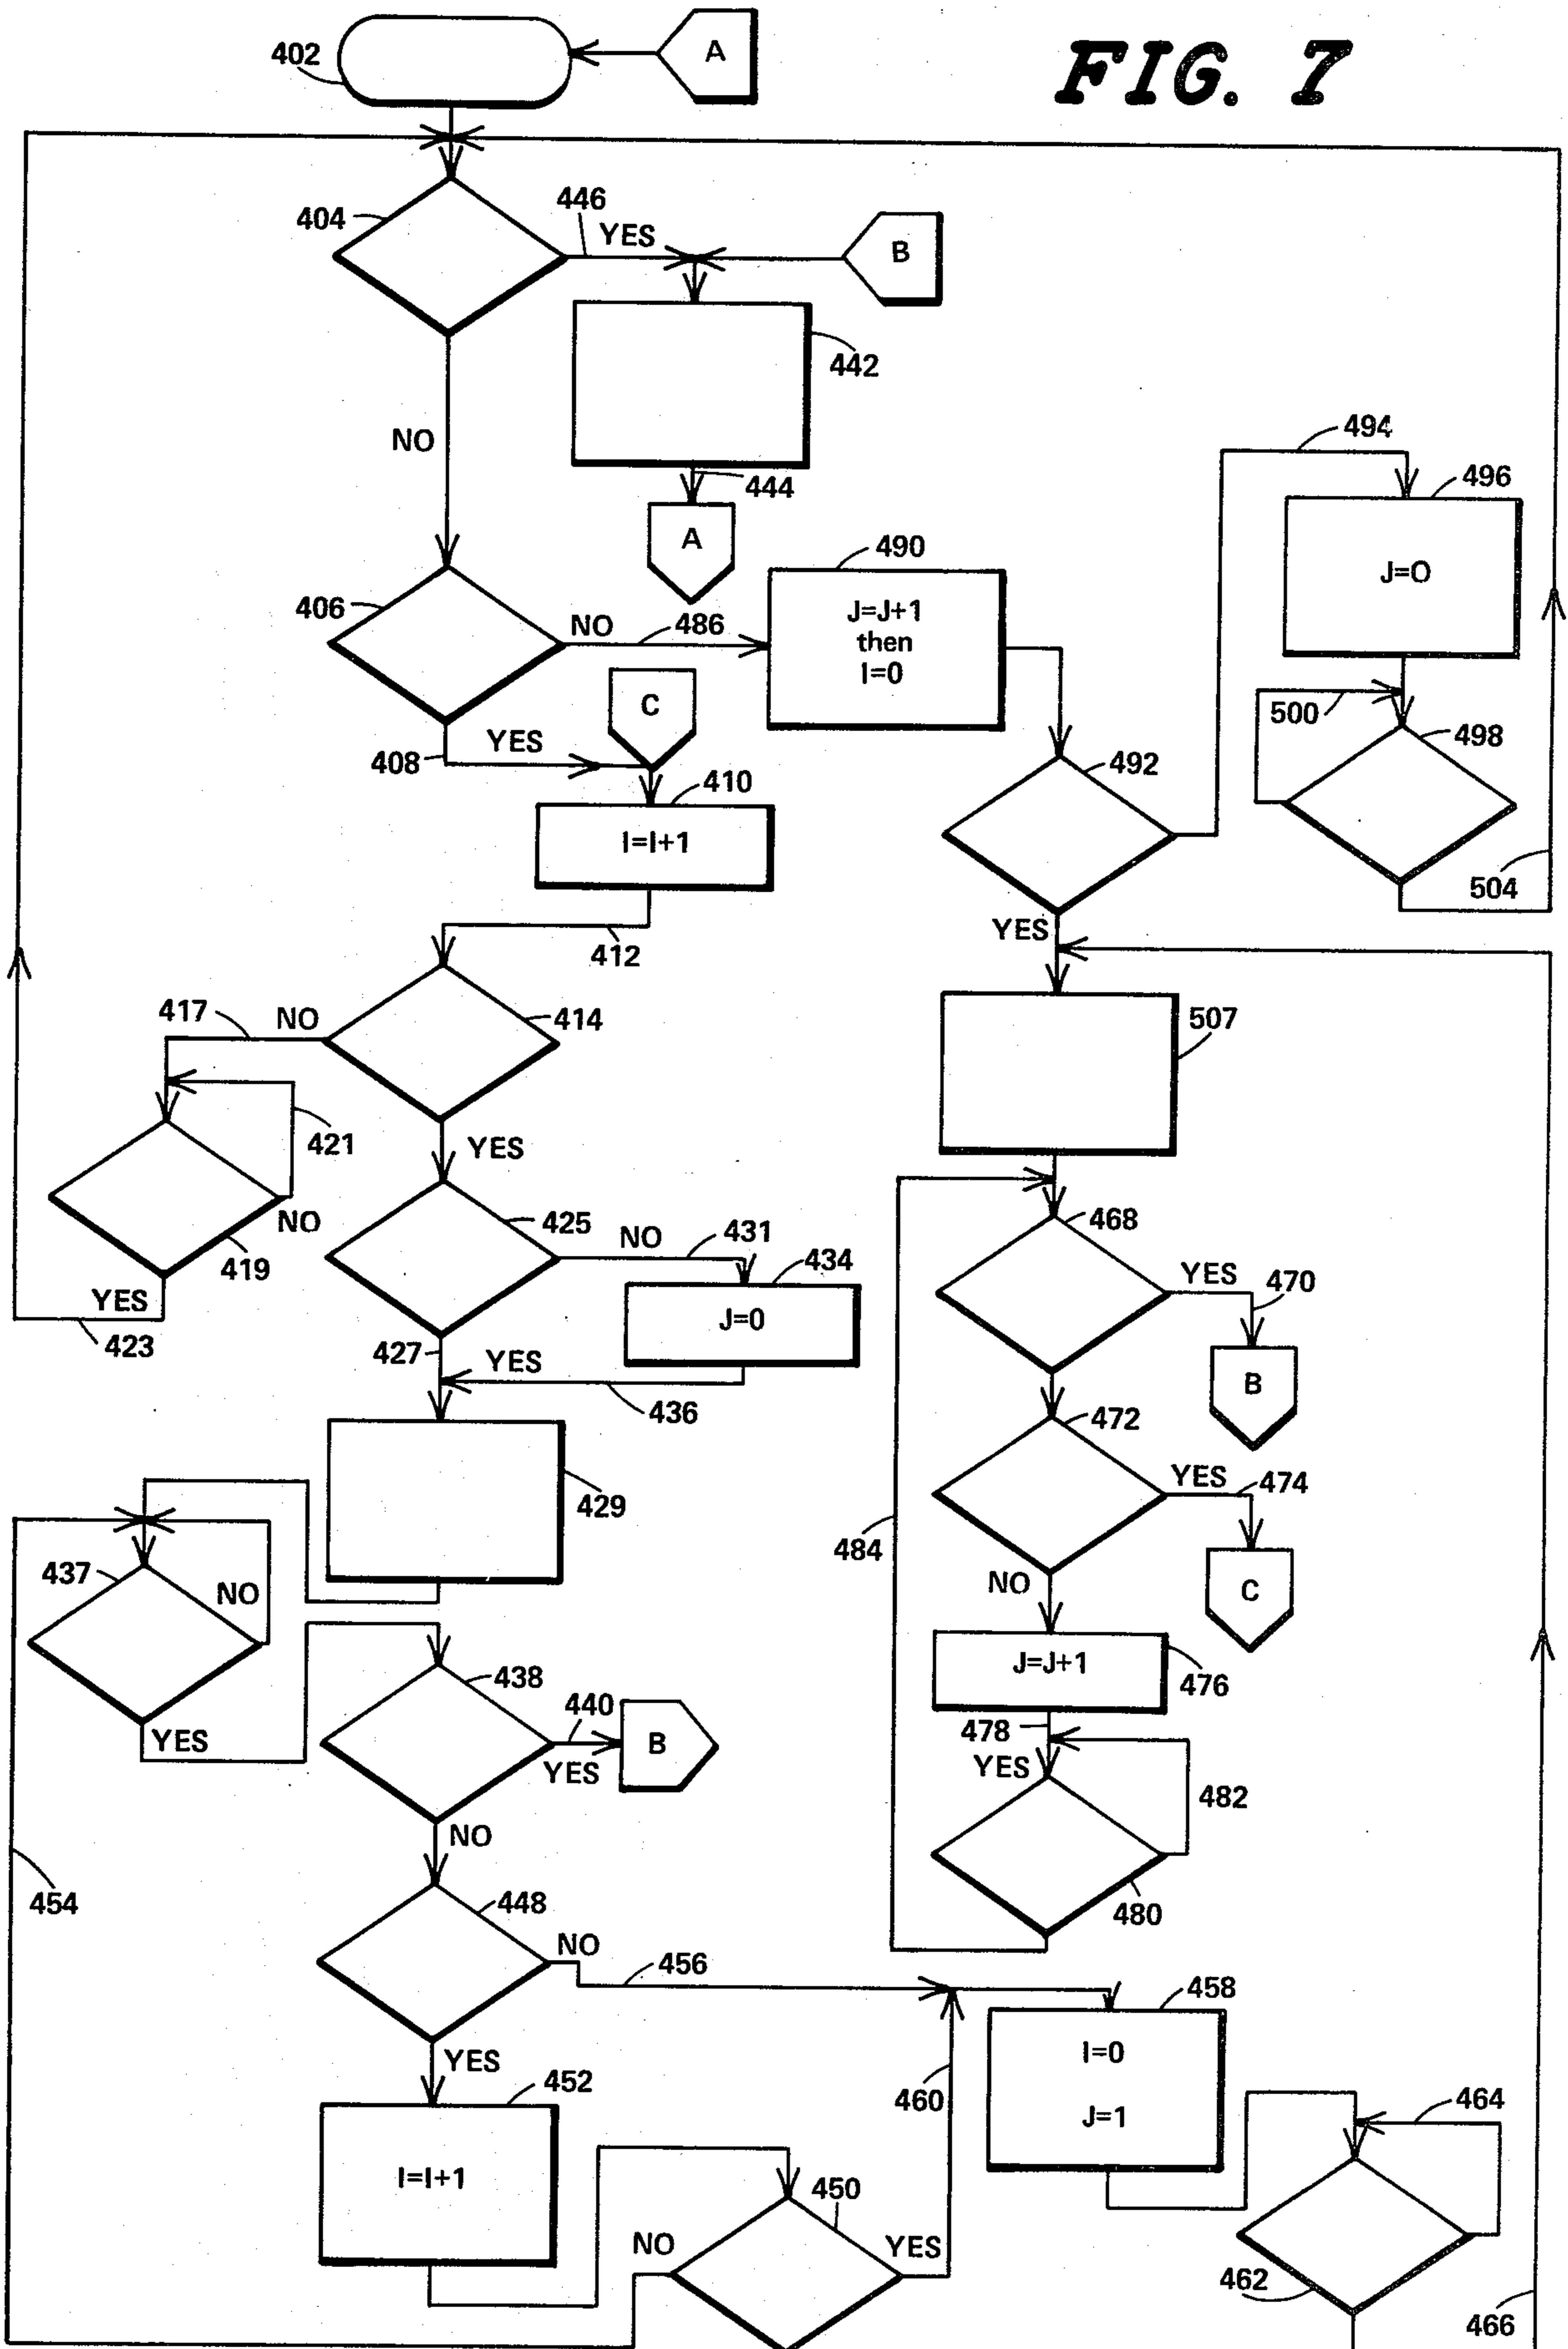 FIG. 7
402
A
404
446
YES
B
442
NO
444
A
494
496
J=O
406
NO
486
490
J=J+1
then
I=0
C
408
YES
410
I=I+1
492
500
498
504
412
YES
417
NO
414
507
421
YES
NO
419
425
NO
431
434
J=0
YES
423
427
YES
436
468
YES
470
B
472
YES
474
C
429
484
NO
437
NO
J=J+1
476
478
YES
438
440
B
YES
YES
482
480
NO
454
448
NO
456
458
I=0
J=1
YES
452
460
464
I=I+1
450
NO
YES
462
466